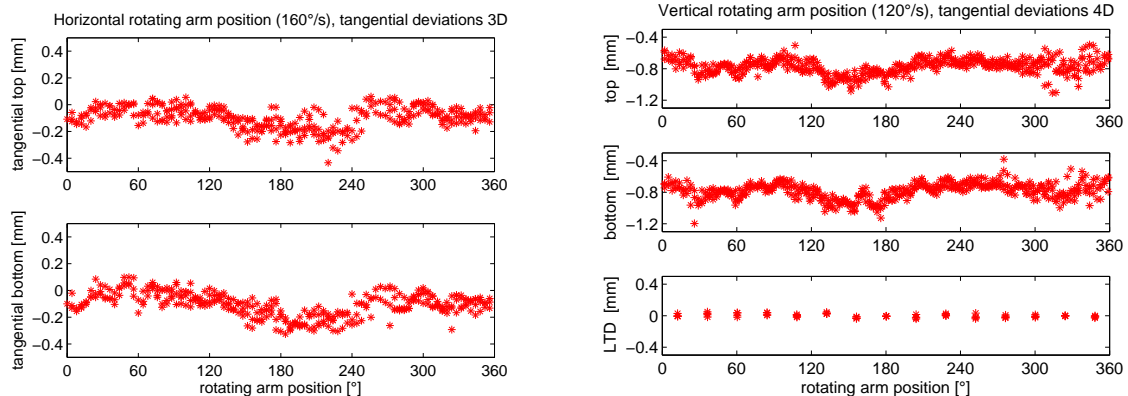 Horizontal rotating arm position (160°/s), tangential deviations 3D
tangential top [mm]
0.4
0.2
0
−0.2
−0.4
0 60 120 180 240 300 360
tangential bottom [mm]
0.4
0.2
0
−0.2
−0.4
0 60 120 180 240 300 360
rotating arm position [°]
Vertical rotating arm position (120°/s), tangential deviations 4D
top [mm]
−0.4
−0.8
−1.2
0 60 120 180 240 300 360
bottom [mm]
−0.4
−0.8
−1.2
0 60 120 180 240 300 360
LTD [mm]
0.4
0
−0.4
0 60 120 180 240 300 360
rotating arm position [°]